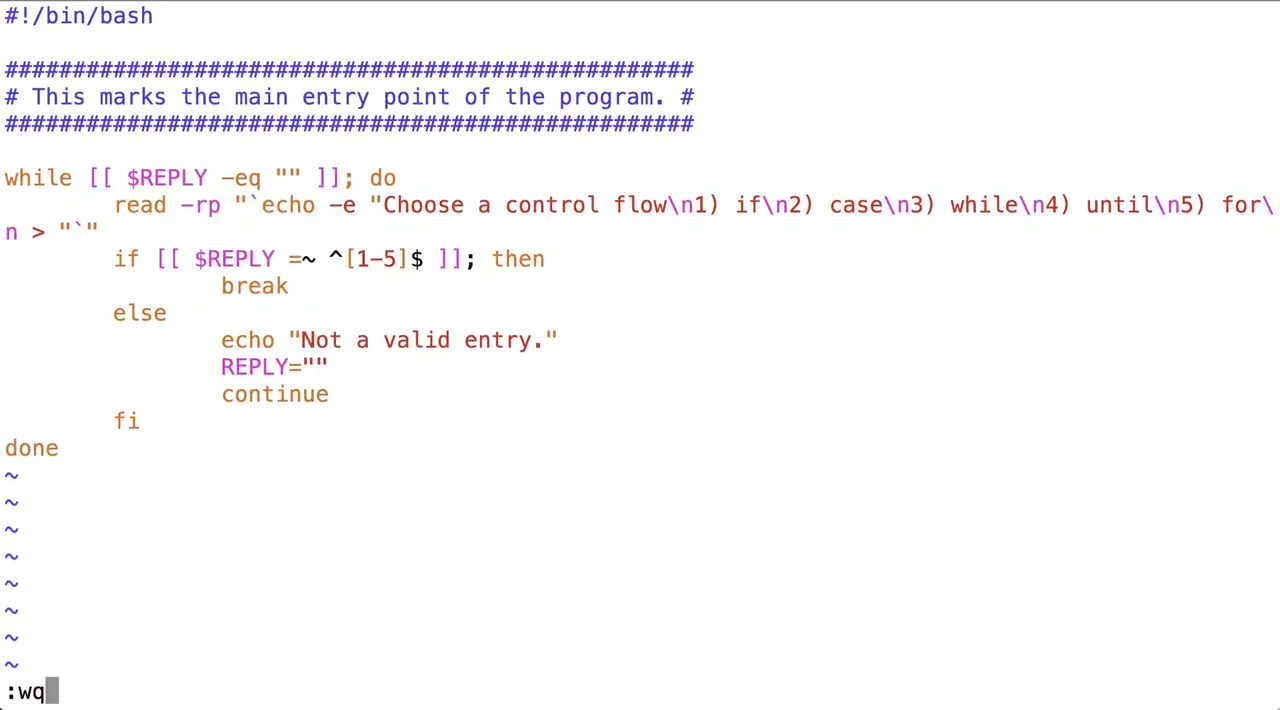 #!/bin/bash
###################################################
# This marks the main entry point of the program. #
###################################################
while [[ $REPLY -eq "" ]]; do
        read -rp "`echo -e "Choose a control flow\n1) if\n2) case\n3) while\n4) until\n5) for\
n > "`"
        if [[ $REPLY =~ ^[1-5]$ ]]; then
                break
        else
                echo "Not a valid entry."
                REPLY=""
                continue
        fi
done
~
~
~
~
~
~
~
~
:wq